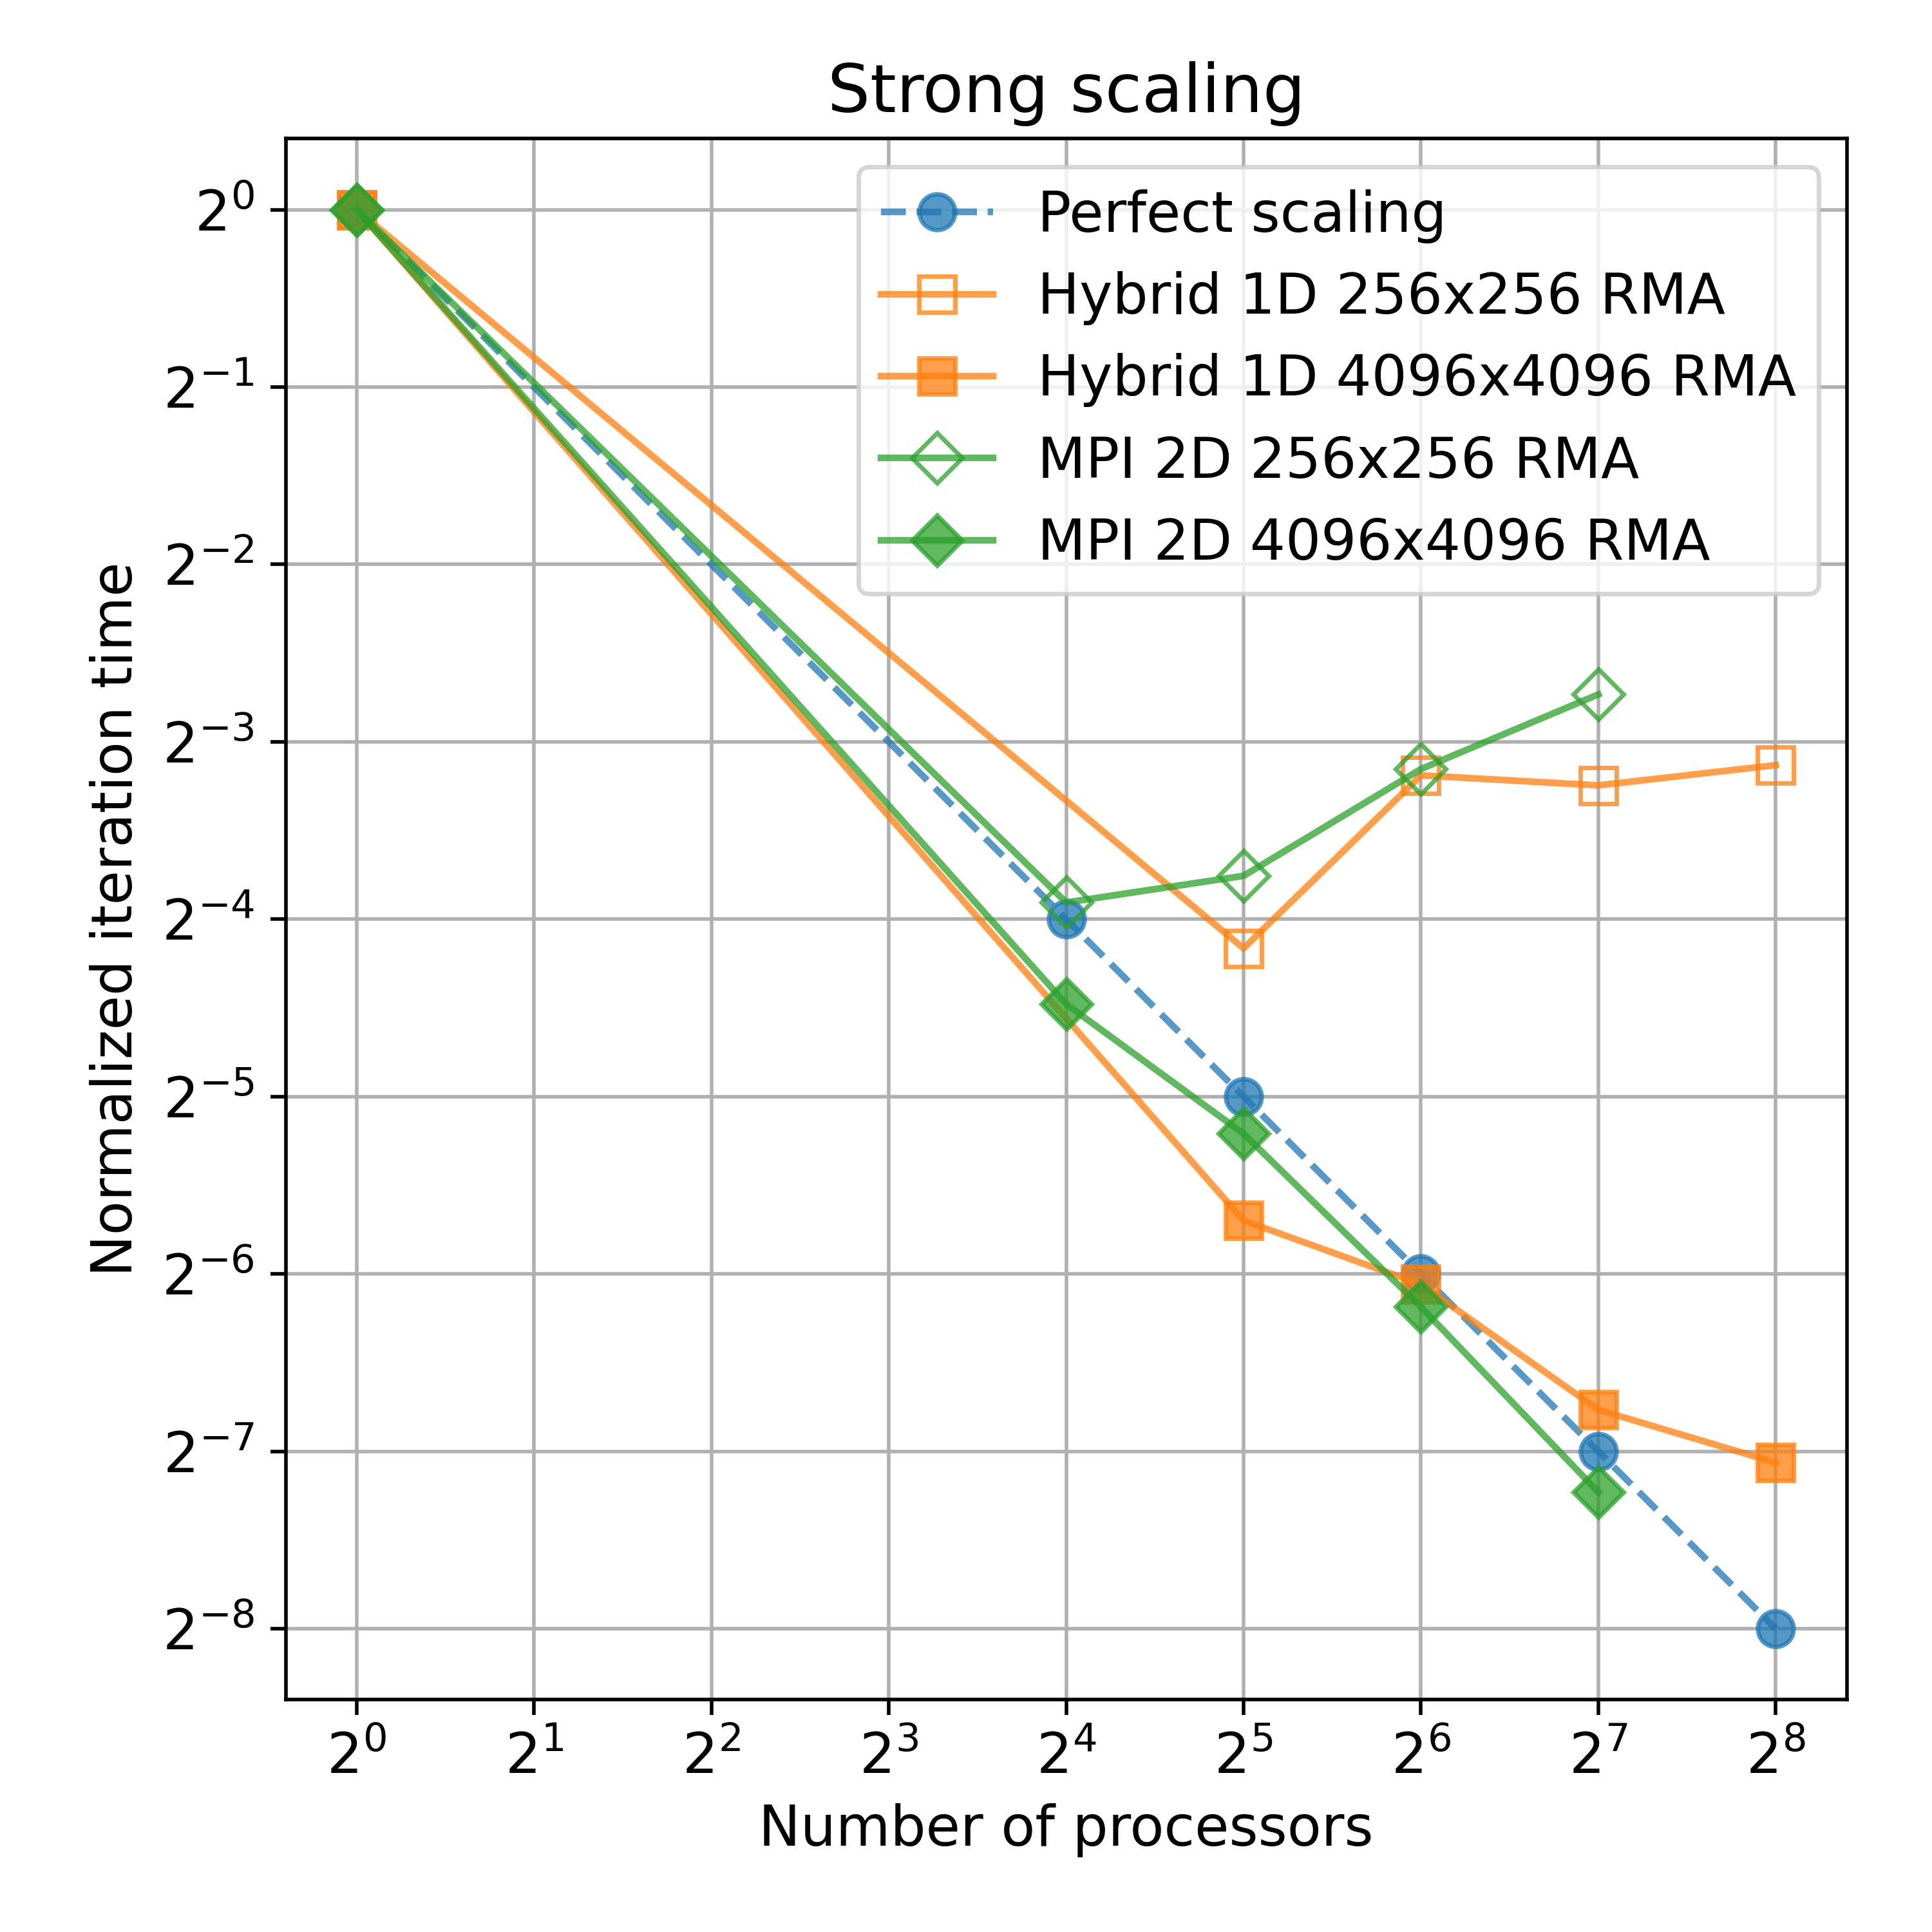 Strong scaling
Perfect scaling
Hybrid 1D 256x256 RMA
Hybrid 1D 4096x4096 RMA
MPI 2D 256x256 RMA
MPI 2D 4096x4096 RMA
Normalized iteration time
2⁰
2⁻¹
2⁻²
2⁻³
2⁻⁴
2⁻⁵
2⁻⁶
2⁻⁷
2⁻⁸
2⁰ 2¹ 2² 2³ 2⁴ 2⁵ 2⁶ 2⁷ 2⁸
Number of processors